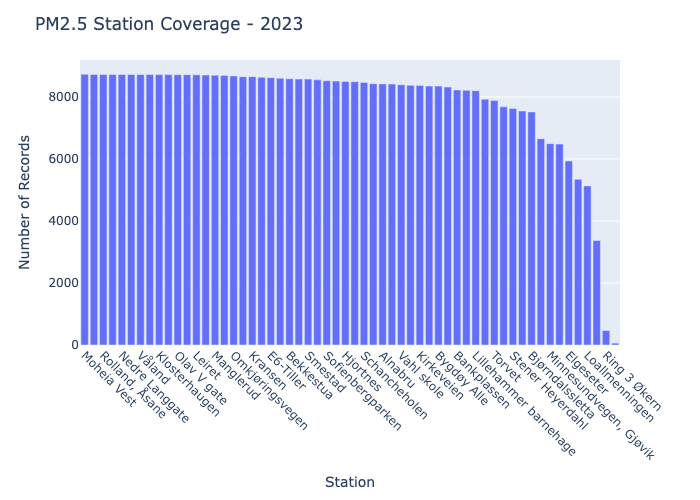 PM2.5 Station Coverage - 2023
Number of Records
8000
6000
4000
2000
0
Moheia Vest
Rolland, Åsane
Nedre Langgate
Våland
Klosterhaugen
Olav V gate
Leiret
Manglerud
Omkjøringsvegen
Kransen
E6-Tiller
Bekkestua
Smestad
Sofienbergparken
Hjortnes
Schancheholen
Alnabru
Vahl skole
Kirkeveien
Bygdøy Alle
Bankplassen
Lillehammer barnehage
Torvet
Stener Heyerdahl
Bjørndalssletta
Minnesundvegen, Gjøvik
Elgeseter
Loallmenningen
Ring 3 Økern
Station